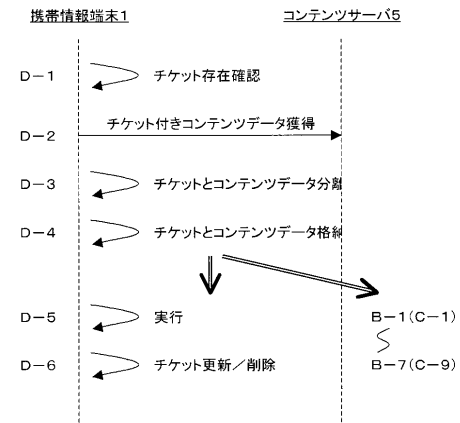 携帯情報端末1 コンテンツサーバ5
D-1 チケット存在確認
D-2 チケット付きコンテンツデータ獲得
D-3 チケットとコンテンツデータ分離
D-4 チケットとコンテンツデータ格納
D-5 実行 B-1(C-1)
D-6 チケット更新/削除 B-7(C-9)